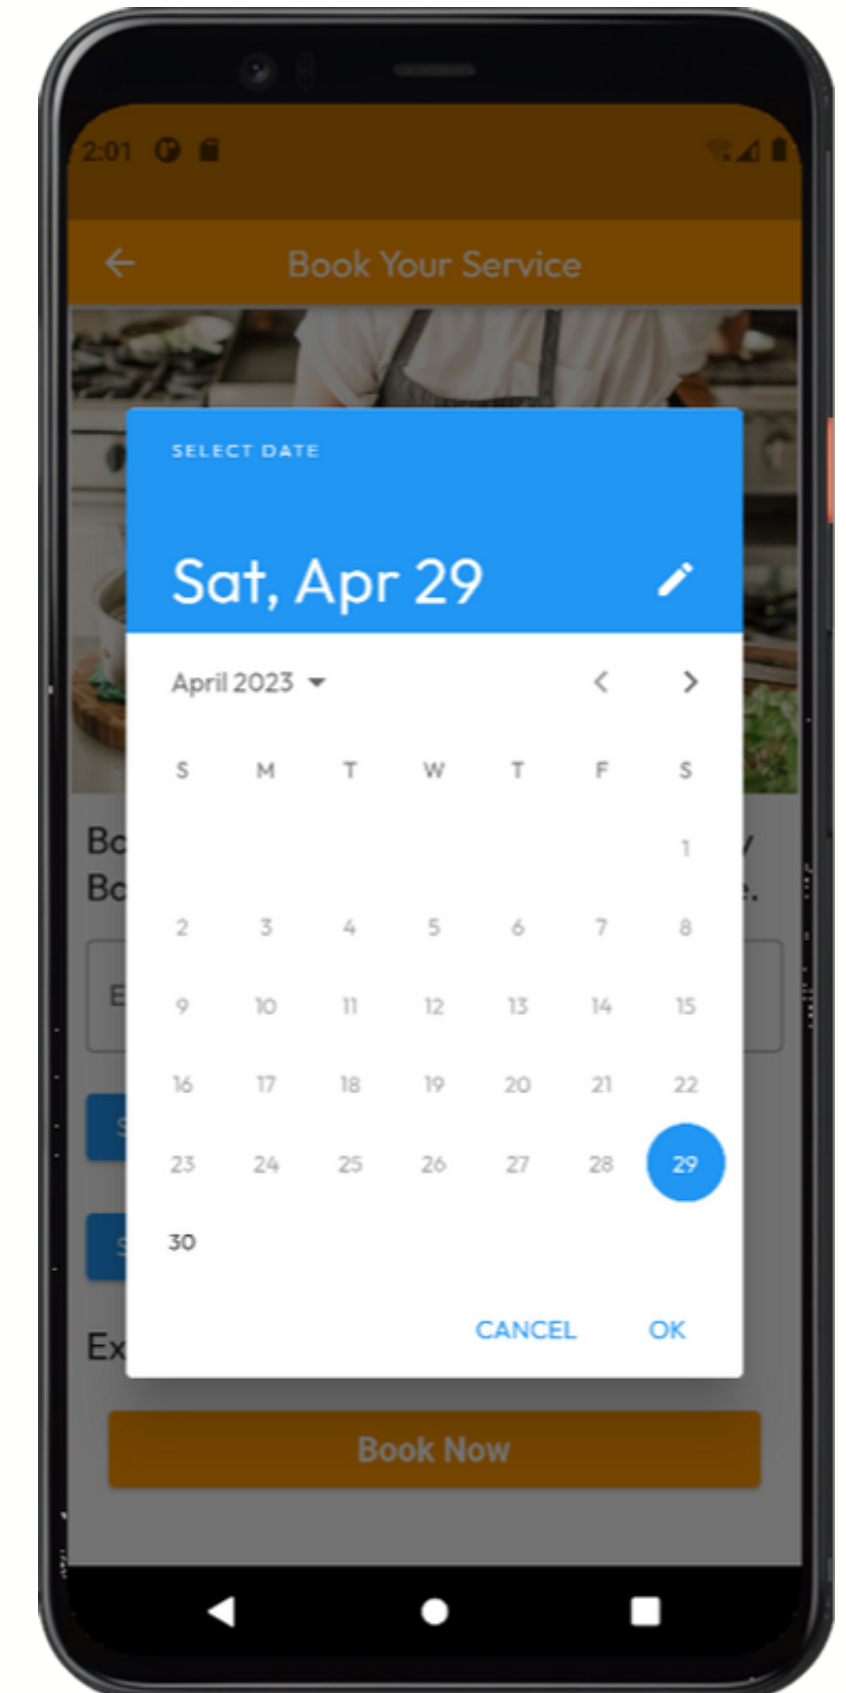 2:01
Book Your Service
SELECT DATE
Sat, Apr 29
April 2023
S M T W T F S
1
2 3 4 5 6 7 8
9 10 11 12 13 14 15
16 17 18 19 20 21 22
23 24 25 26 27 28 29
30
CANCEL OK
Book Now